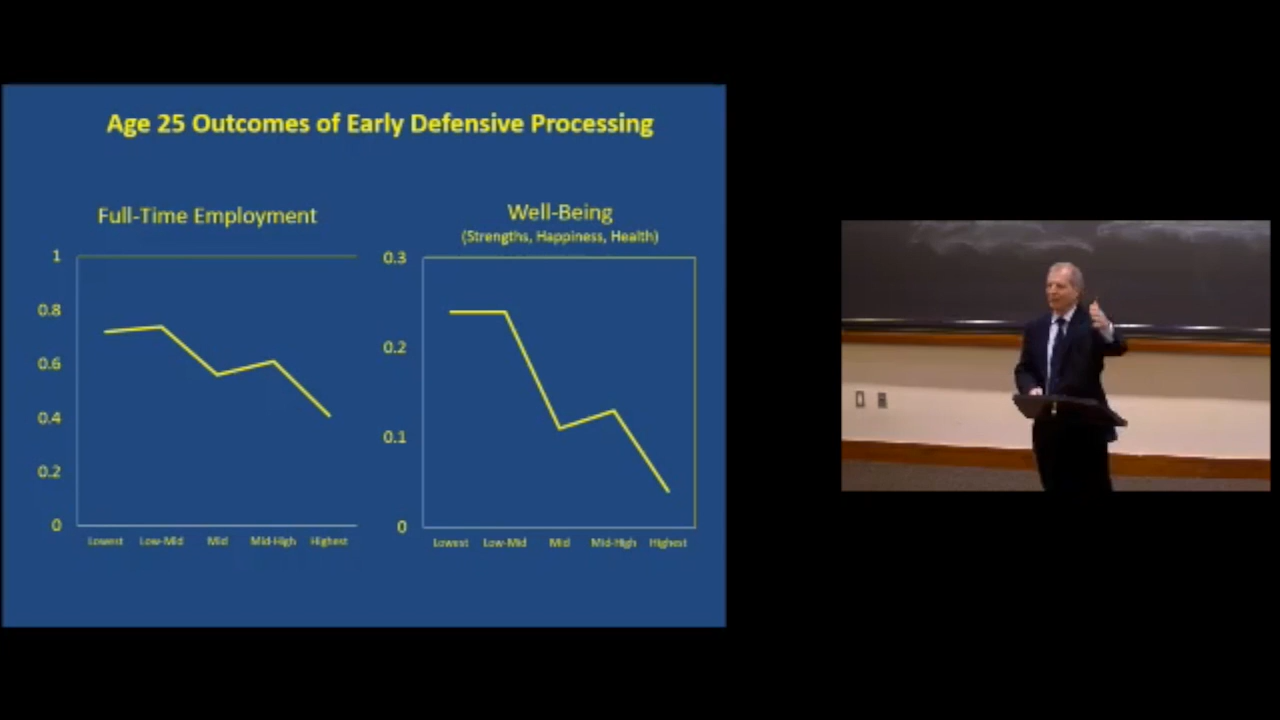 Age 25 Outcomes of Early Defensive Processing
Full-Time Employment
1
0.8
0.6
0.4
0.2
0
Lowest Low-Mid Mid Mid-High Highest
Well-Being
(Strengths, Happiness, Health)
0.3
0.2
0.1
0
Lowest Low-Mid Mid Mid-High Highest